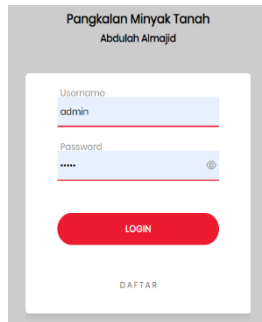 Pangkalan Minyak Tanah
Abdulah Almajid
Username
admin
Password
•••••
LOGIN
DAFTAR